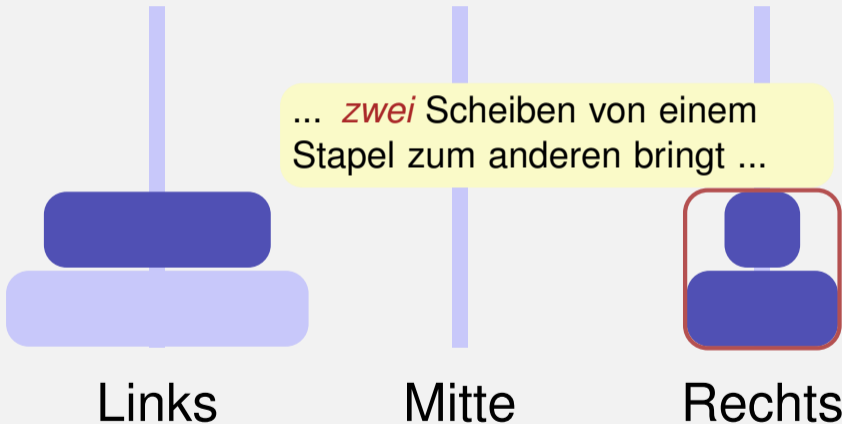 ... zwei Scheiben von einem
Stapel zum anderen bringt ...
Links Mitte Rechts